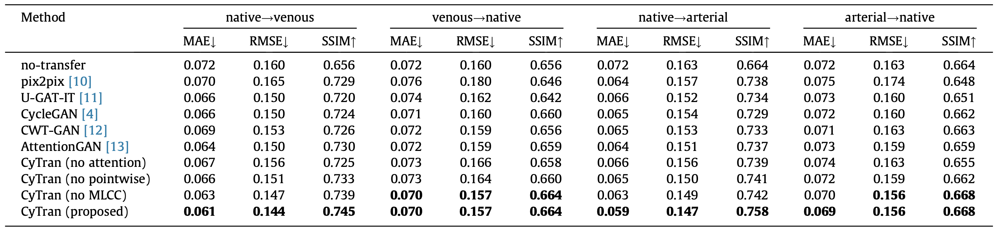 Method native→venous venous→native native→arterial arterial→native
MAE↓ RMSE↓ SSIM↑ MAE↓ RMSE↓ SSIM↑ MAE↓ RMSE↓ SSIM↑ MAE↓ RMSE↓ SSIM↑
no-transfer 0.072 0.160 0.656 0.072 0.160 0.656 0.072 0.163 0.664 0.072 0.163 0.664
pix2pix [10] 0.070 0.165 0.729 0.076 0.180 0.646 0.064 0.157 0.738 0.075 0.174 0.648
U-GAT-IT [11] 0.066 0.150 0.720 0.074 0.162 0.642 0.066 0.152 0.734 0.073 0.160 0.651
CycleGAN [4] 0.066 0.150 0.724 0.071 0.160 0.660 0.065 0.154 0.729 0.072 0.160 0.662
CWT-GAN [12] 0.069 0.153 0.726 0.072 0.159 0.656 0.065 0.153 0.733 0.071 0.163 0.663
AttentionGAN [13] 0.064 0.150 0.730 0.072 0.159 0.659 0.064 0.151 0.737 0.073 0.159 0.659
CyTran (no attention) 0.067 0.156 0.725 0.073 0.166 0.658 0.066 0.156 0.739 0.074 0.163 0.655
CyTran (no pointwise) 0.066 0.151 0.733 0.073 0.164 0.660 0.065 0.150 0.741 0.072 0.159 0.662
CyTran (no MLCC) 0.063 0.147 0.739 0.070 0.157 0.664 0.063 0.149 0.742 0.070 0.156 0.668
CyTran (proposed) 0.061 0.144 0.745 0.070 0.157 0.664 0.059 0.147 0.758 0.069 0.156 0.668